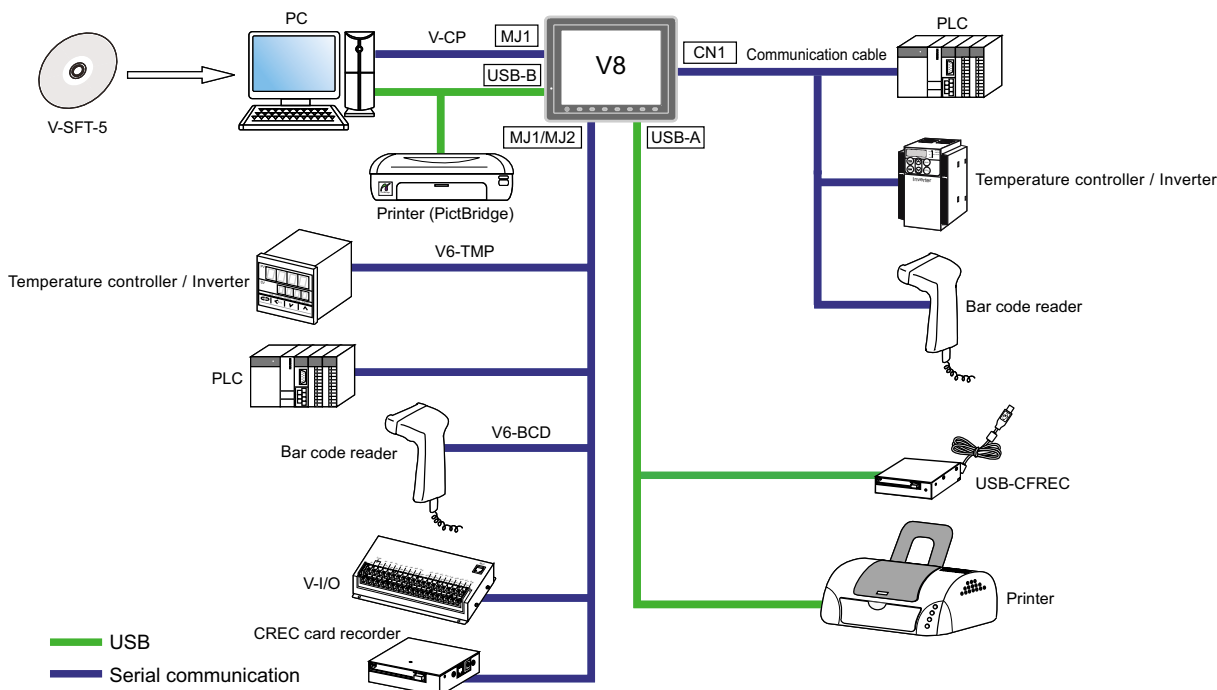 PC
V-SFT-5
V-CP
MJ1
USB-B
V8
CN1
Communication cable
PLC
MJ1/MJ2
USB-A
Printer (PictBridge)
Inverter
Temperature controller / Inverter
V6-TMP
Temperature controller / Inverter
Bar code reader
PLC
V6-BCD
Bar code reader
USB-CFREC
V-I/O
Printer
CREC card recorder
USB
Serial communication